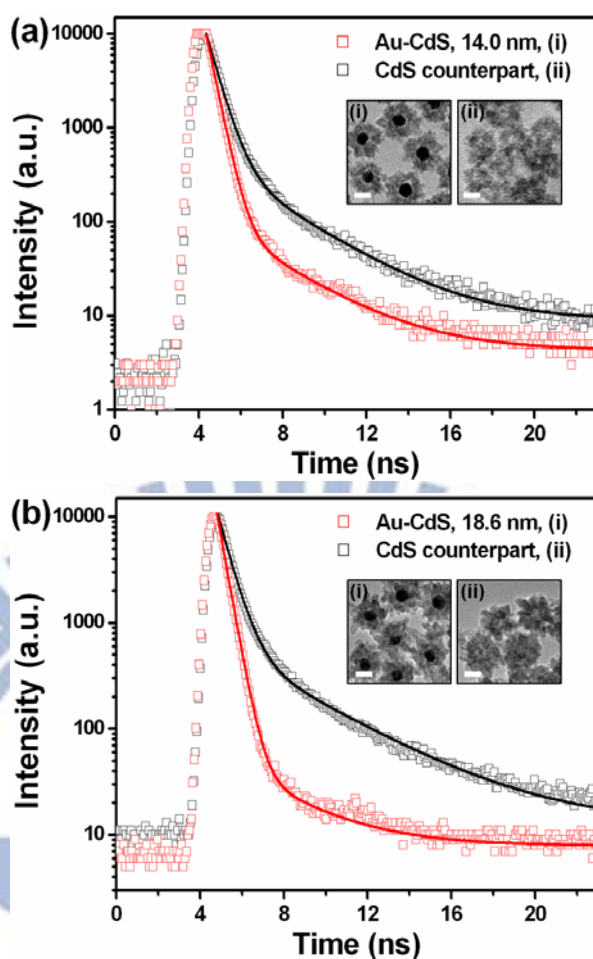 (a)
10000
1000
100
10
1
Intensity (a.u.)
Au-CdS, 14.0 nm, (i)
CdS counterpart, (ii)
(i)
(ii)
0 4 8 12 16 20
Time (ns)
(b)
10000
1000
100
10
Intensity (a.u.)
Au-CdS, 18.6 nm, (i)
CdS counterpart, (ii)
(i)
(ii)
0 4 8 12 16 20
Time (ns)